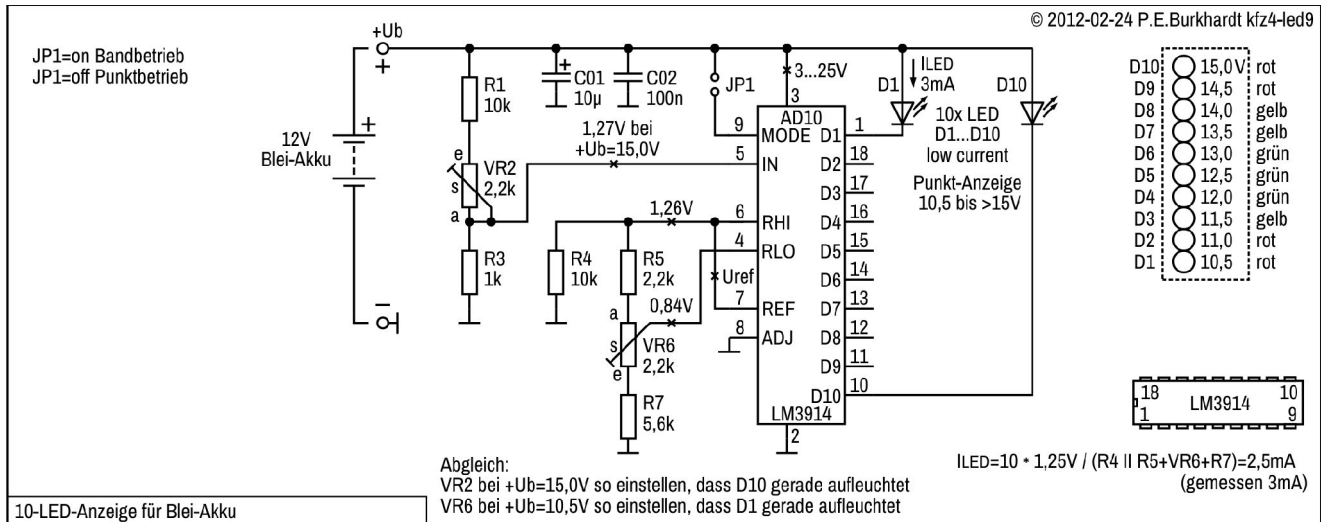 © 2012-02-24 P.E.Burkhardt kfz4-led9
JP1=on Bandbetrieb
JP1=off Punktbetrieb
+Ub
+
R1
10k
+
C01
10µ
C02
100n
JP1
3...25V
3
D1
ILED
3mA
D10
10x LED
D1...D10
low current
Punkt-Anzeige
10,5 bis >15V
12V
Blei-Akku
+
1,27V bei
+Ub=15,0V
e
s
a
VR2
2,2k
R3
1k
–
1,26V
R4
10k
R5
2,2k
Uref
0,84V
a
s
e
VR6
2,2k
R7
5,6k
AD10
9 MODE D1 1
5 IN D2 18
D3 17
6 RHI D4 16
4 RLO D5 15
D6 14
7 REF D7 13
8 ADJ D8 12
D9 11
D10 10
LM3914
2
D10 15,0V rot
D9 14,5 rot
D8 14,0 gelb
D7 13,5 gelb
D6 13,0 grün
D5 12,5 grün
D4 12,0 grün
D3 11,5 gelb
D2 11,0 rot
D1 10,5 rot
18 10
LM3914
1 9
ILED=10 * 1,25V / (R4 II R5+VR6+R7)=2,5mA
(gemessen 3mA)
Abgleich:
VR2 bei +Ub=15,0V so einstellen, dass D10 gerade aufleuchtet
VR6 bei +Ub=10,5V so einstellen, dass D1 gerade aufleuchtet
10-LED-Anzeige für Blei-Akku